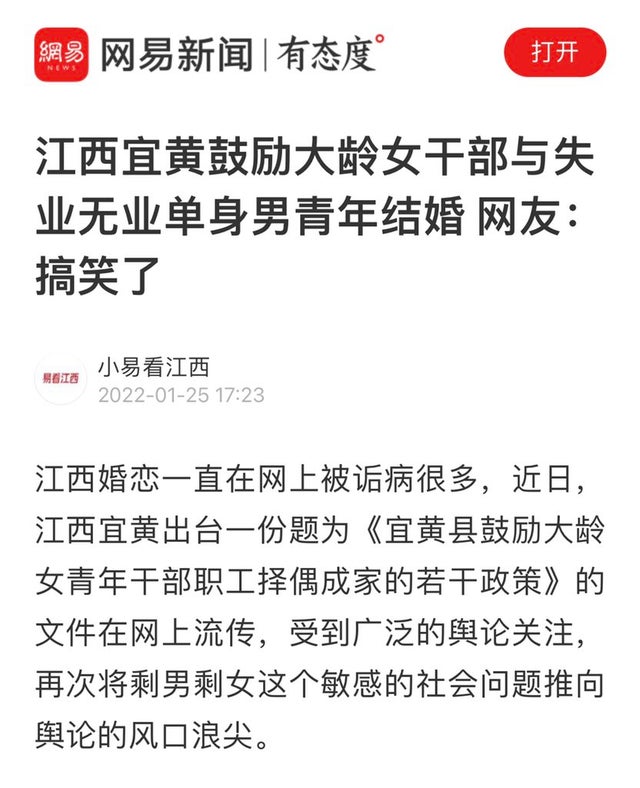 網易
NEWS
网易新闻|有态度°
打开
江西宜黄鼓励大龄女干部与失
业无业单身男青年结婚 网友：
搞笑了
易看江西
小易看江西
2022-01-25 17:23
江西婚恋一直在网上被诟病很多，近日，
江西宜黄出台一份题为《宜黄县鼓励大龄
女青年干部职工择偶成家的若干政策》的
文件在网上流传，受到广泛的舆论关注，
再次将剩男剩女这个敏感的社会问题推向
舆论的风口浪尖。